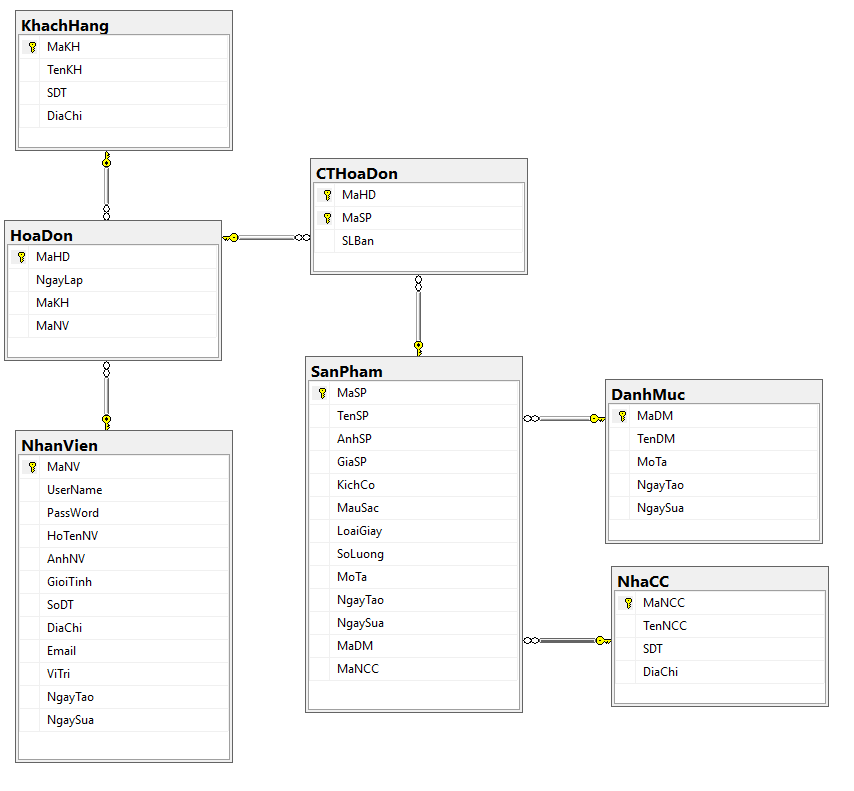 KhachHang
MaKH
TenKH
SDT
DiaChi
HoaDon
MaHD
NgayLap
MaKH
MaNV
NhanVien
MaNV
UserName
PassWord
HoTenNV
AnhNV
GioiTinh
SoDT
DiaChi
Email
ViTri
NgayTao
NgaySua
CTHoaDon
MaHD
MaSP
SLBan
SanPham
MaSP
TenSP
AnhSP
GiaSP
KichCo
MauSac
LoaiGiay
SoLuong
MoTa
NgayTao
NgaySua
MaDM
MaNCC
DanhMuc
MaDM
TenDM
MoTa
NgayTao
NgaySua
NhaCC
MaNCC
TenNCC
SDT
DiaChi